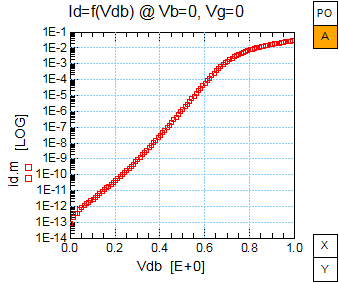 Id=f(Vdb) @ Vb=0, Vg=0
PO
A
1E-1
1E-2
1E-3
1E-4
1E-5
1E-6
1E-7
1E-8
1E-9
1E-10
1E-11
1E-12
1E-13
1E-14
id.m [LOG]
0.0 0.2 0.4 0.6 0.8 1.0
Vdb [E+0]
X
Y